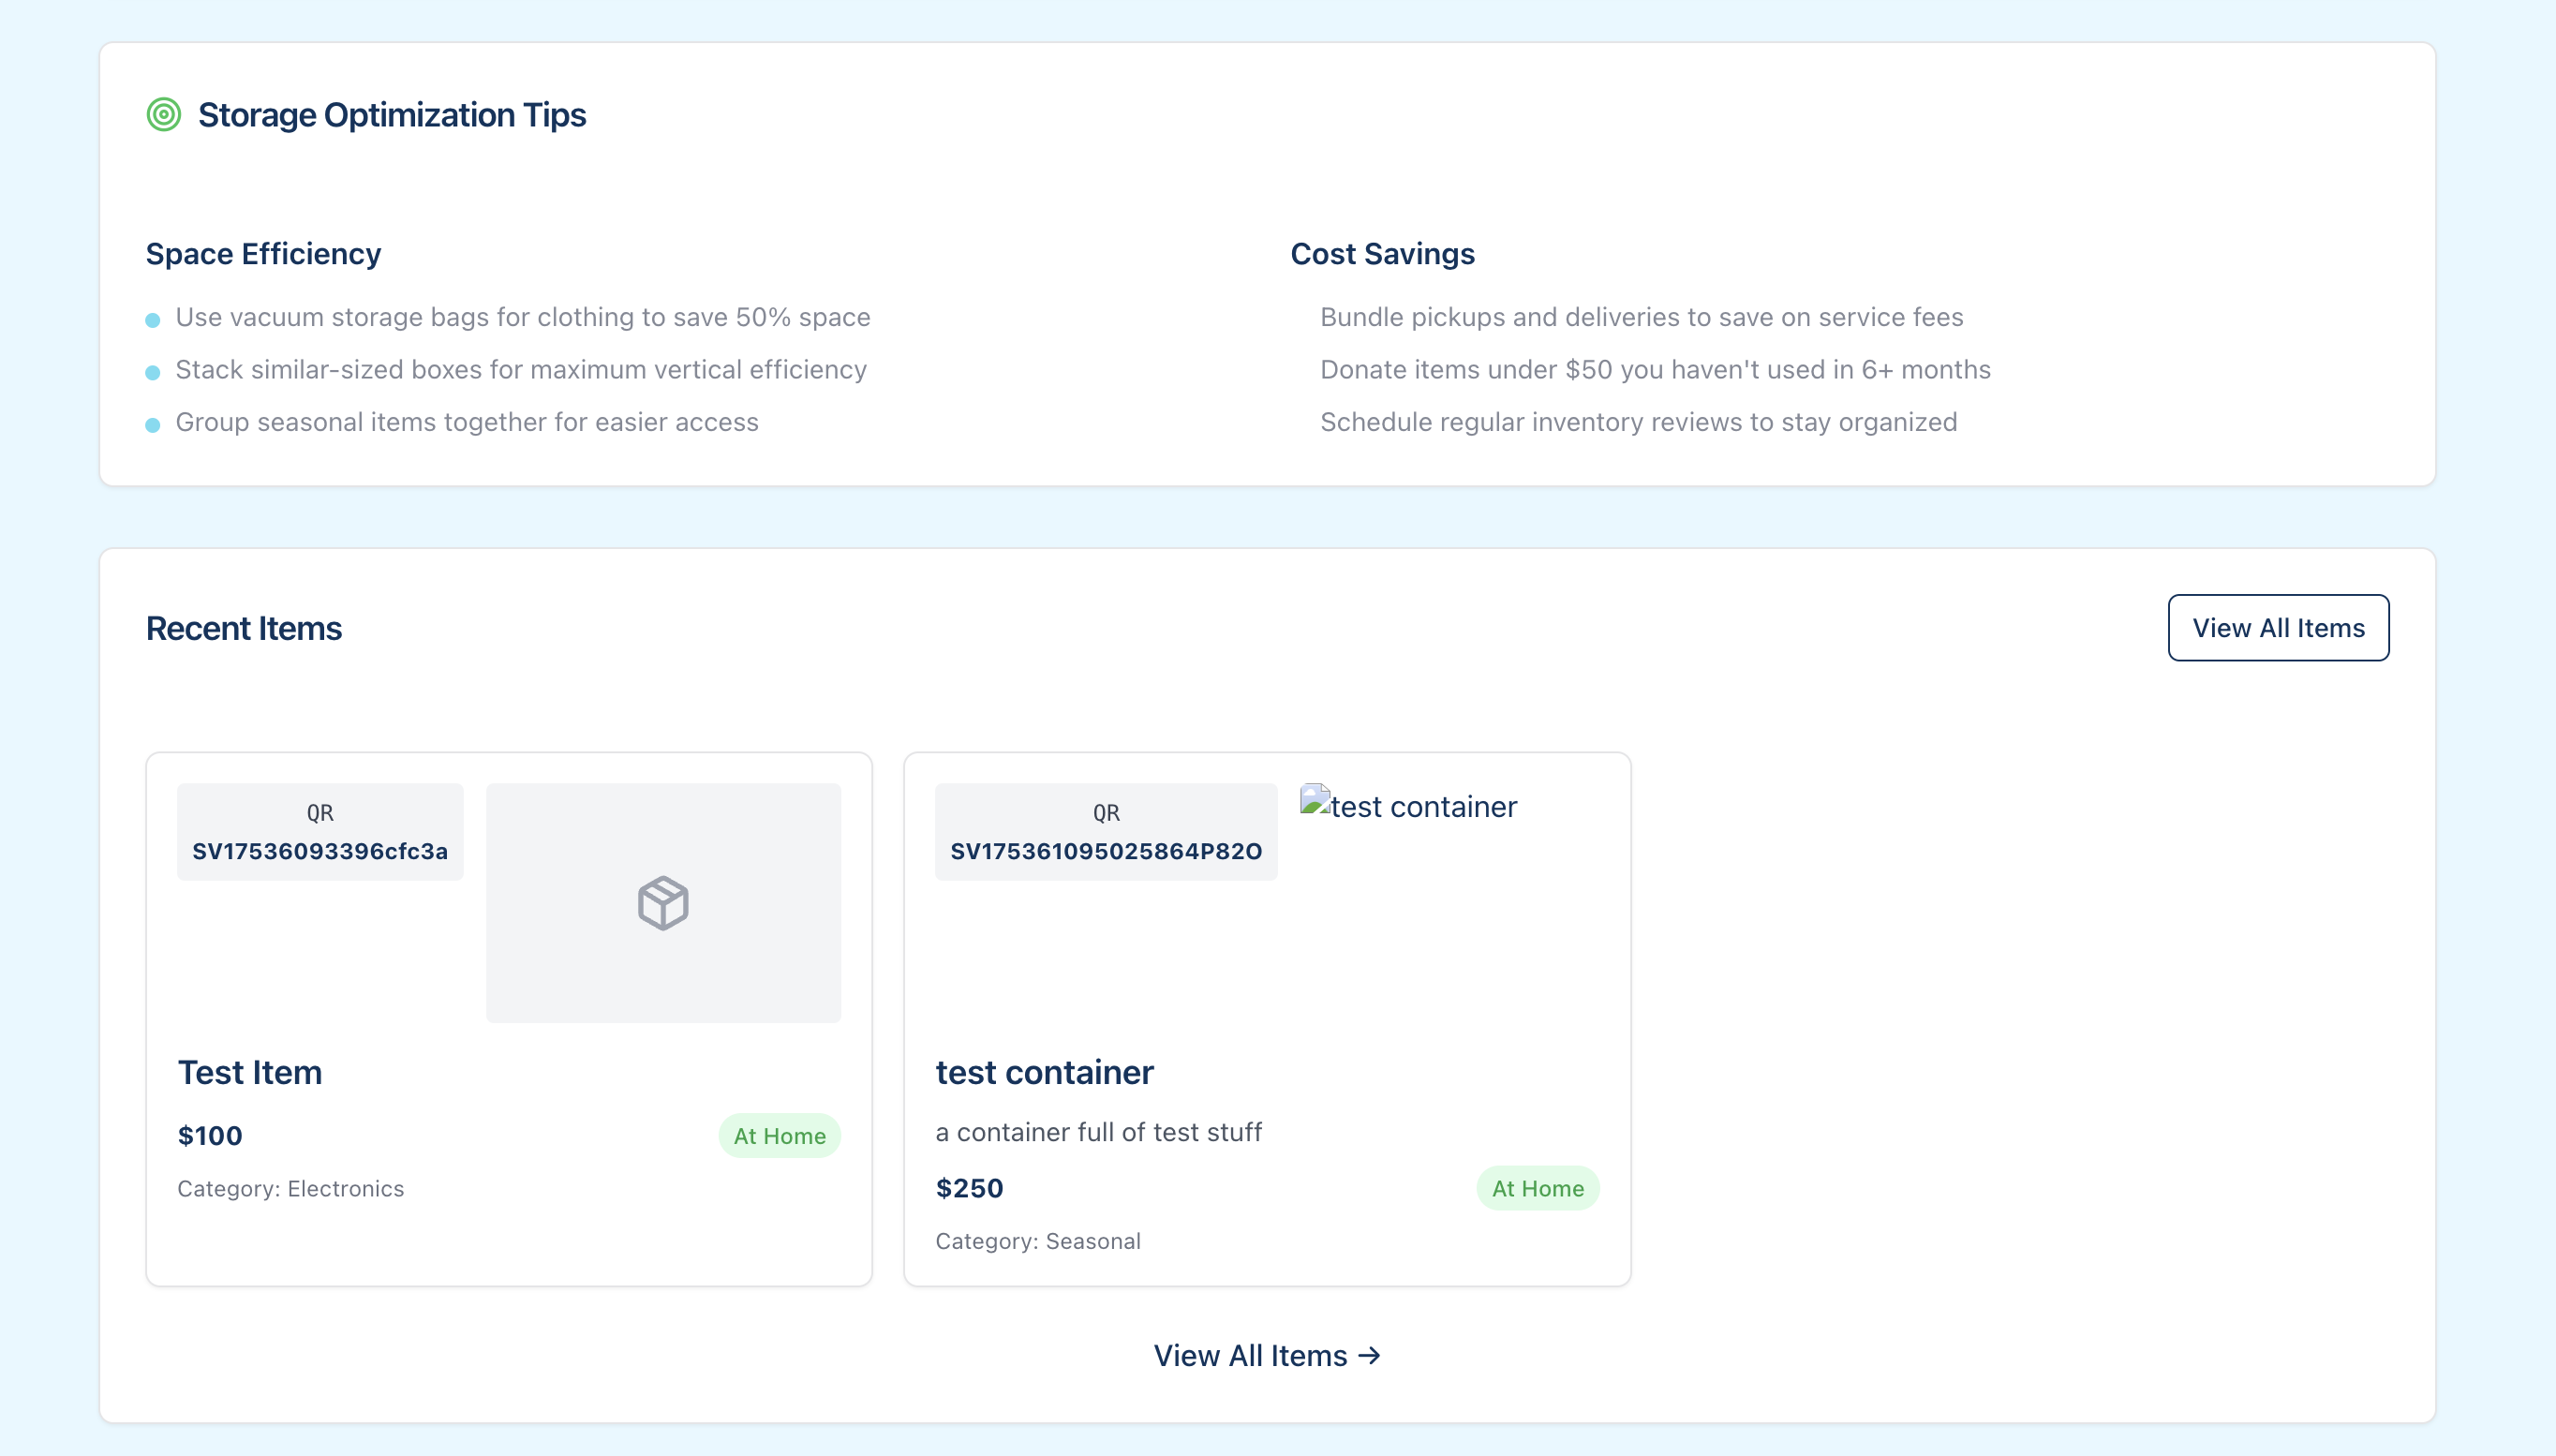 Storage Optimization Tips
Space Efficiency
Use vacuum storage bags for clothing to save 50% space
Stack similar-sized boxes for maximum vertical efficiency
Group seasonal items together for easier access
Cost Savings
Bundle pickups and deliveries to save on service fees
Donate items under $50 you haven't used in 6+ months
Schedule regular inventory reviews to stay organized
Recent Items
View All Items
QR
SV17536093396cfc3a
Test Item
$100
At Home
Category: Electronics
QR
SV175361095025864P82O
test container
test container
a container full of test stuff
$250
At Home
Category: Seasonal
View All Items →